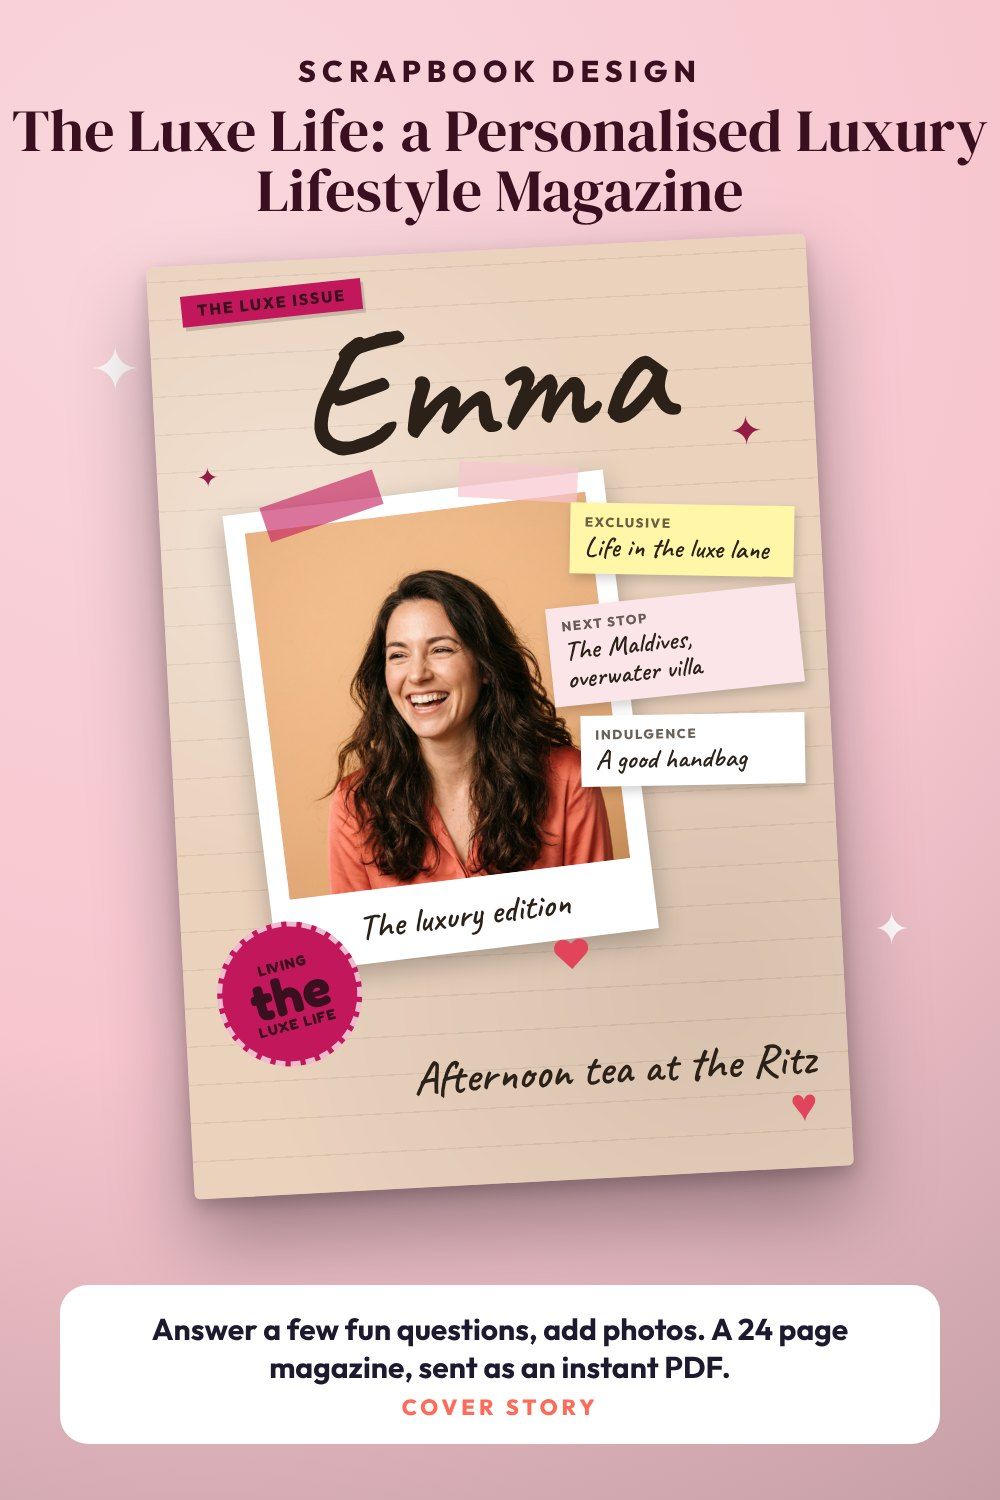 SCRAPBOOK DESIGN
The Luxe Life: a Personalised Luxury
Lifestyle Magazine
THE LUXE ISSUE
Emma
EXCLUSIVE
Life in the luxe lane
NEXT STOP
The Maldives,
overwater villa
INDULGENCE
A good handbag
The luxury edition
LIVING
the
LUXE LIFE
Afternoon tea at the Ritz
Answer a few fun questions, add photos. A 24 page
magazine, sent as an instant PDF.
COVER STORY